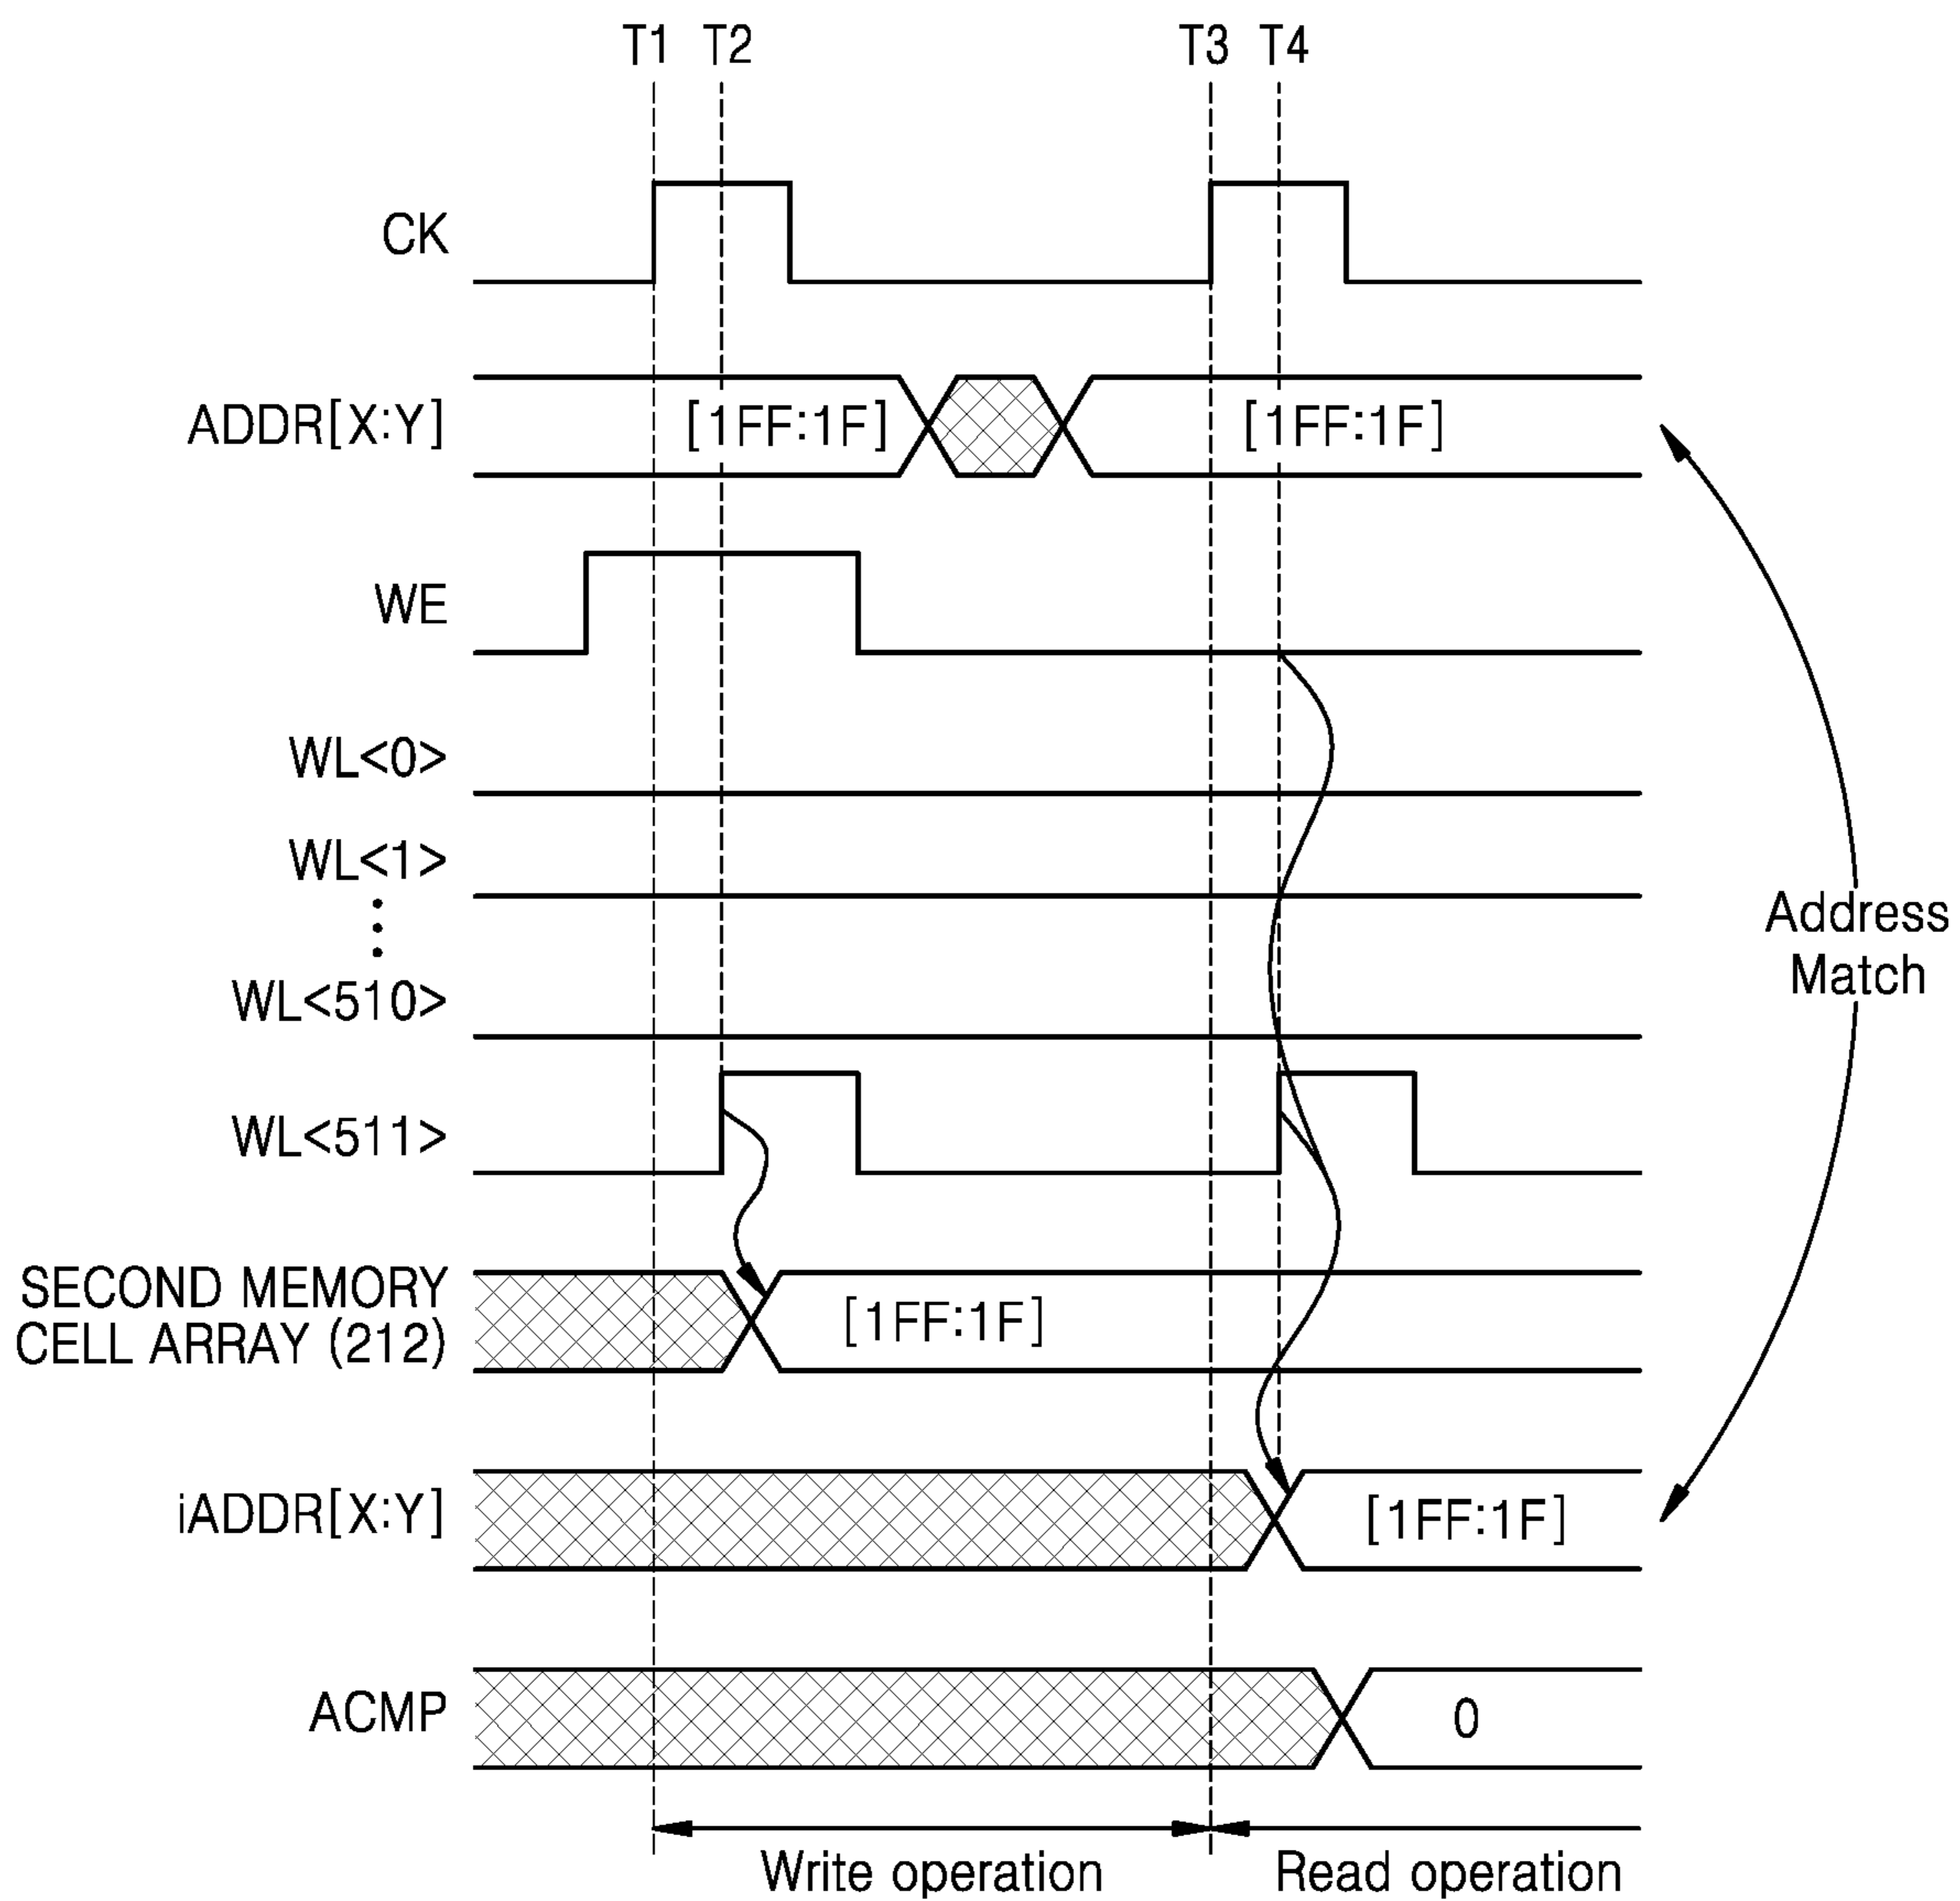 T1 T2 T3 T4
CK
ADDR[X:Y] [1FF:1F] [1FF:1F]
WE
WL<0>
WL<1>
Address
Match
WL<510>
WL<511>
SECOND MEMORY
CELL ARRAY (212) [1FF:1F]
iADDR[X:Y] [1FF:1F]
ACMP 0
Write operation Read operation